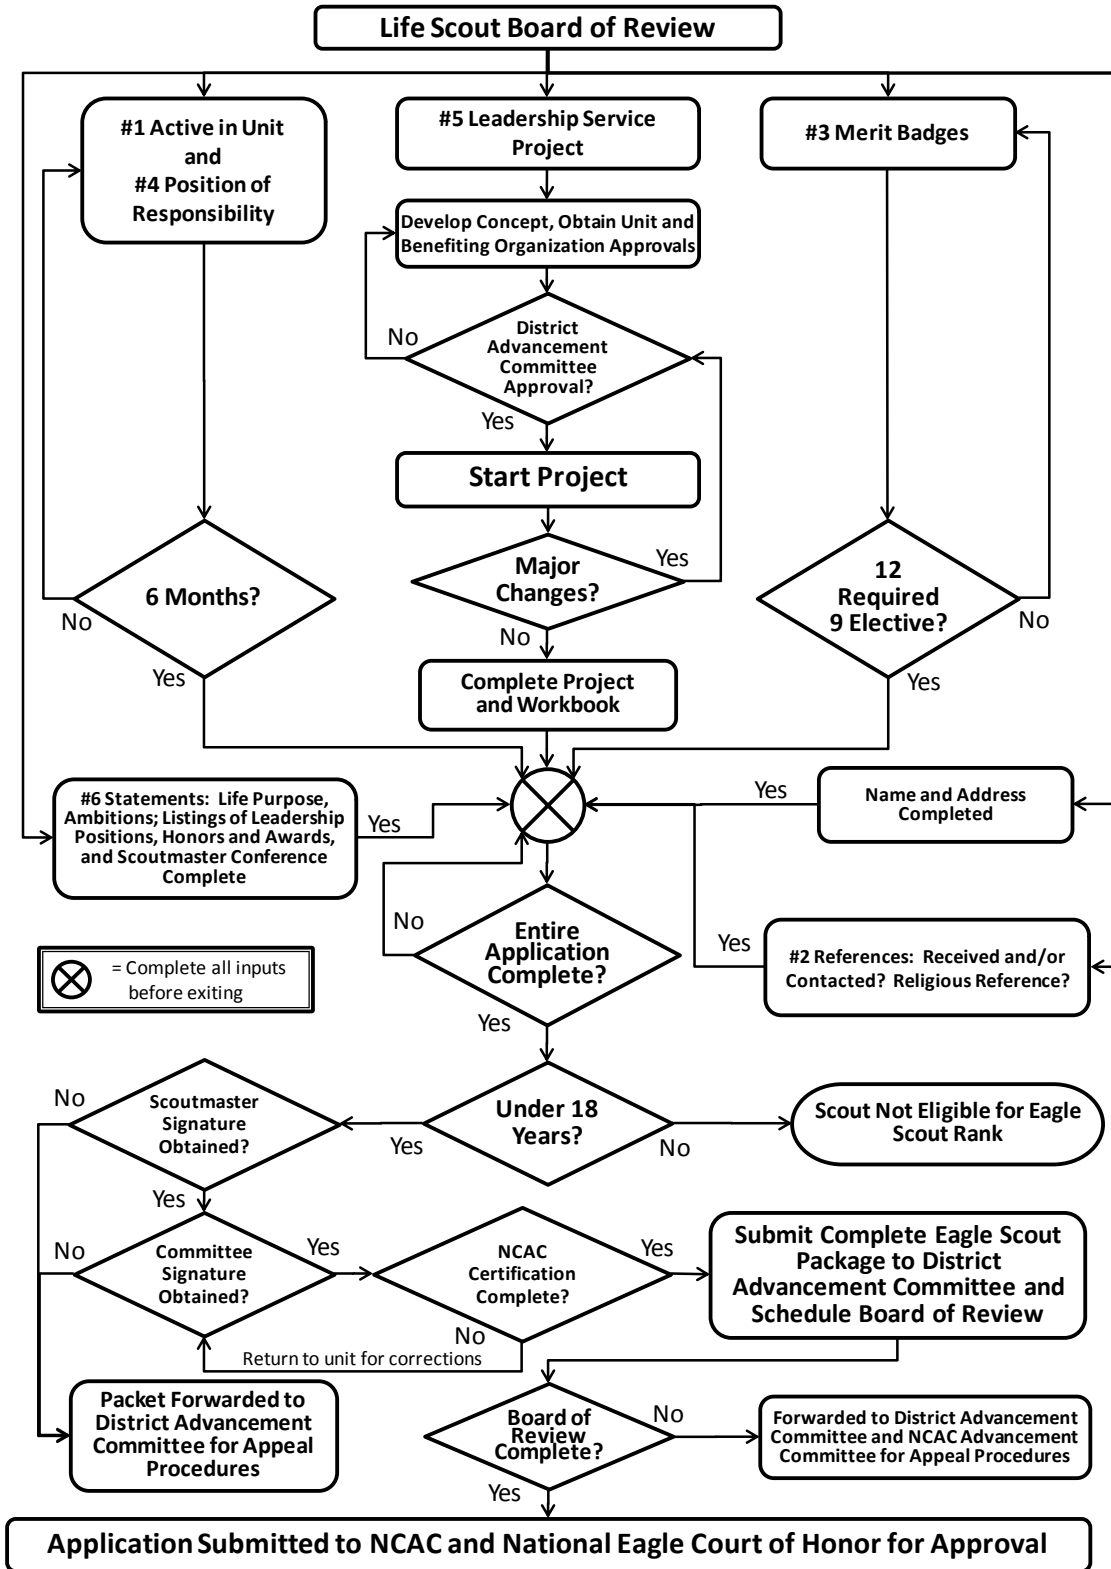 Life Scout Board of Review
#1 Active in Unit
and
#4 Position of
Responsibility
#5 Leadership Service
Project
#3 Merit Badges
Develop Concept, Obtain Unit and
Benefiting Organization Approvals
No
District
Advancement
Committee
Approval?
Yes
Start Project
Major
Changes?
Yes
No
6 Months?
No
Yes
12
Required
9 Elective?
No
Yes
Complete Project
and Workbook
#6 Statements: Life Purpose,
Ambitions; Listings of Leadership
Positions, Honors and Awards,
and Scoutmaster Conference
Complete
Yes
Yes
Name and Address
Completed
No
Entire
Application
Complete?
Yes
Yes
#2 References: Received and/or
Contacted? Religious Reference?
= Complete all inputs
before exiting
No
Scoutmaster
Signature
Obtained?
Yes
Under 18
Years?
Yes
No
Scout Not Eligible for Eagle
Scout Rank
No
Committee
Signature
Obtained?
Yes
NCAC
Certification
Complete?
Yes
No
Return to unit for corrections
Submit Complete Eagle Scout
Package to District
Advancement Committee and
Schedule Board of Review
Packet Forwarded to
District Advancement
Committee for Appeal
Procedures
Board of
Review
Complete?
No
Yes
Forwarded to District Advancement
Committee and NCAC Advancement
Committee for Appeal Procedures
Application Submitted to NCAC and National Eagle Court of Honor for Approval